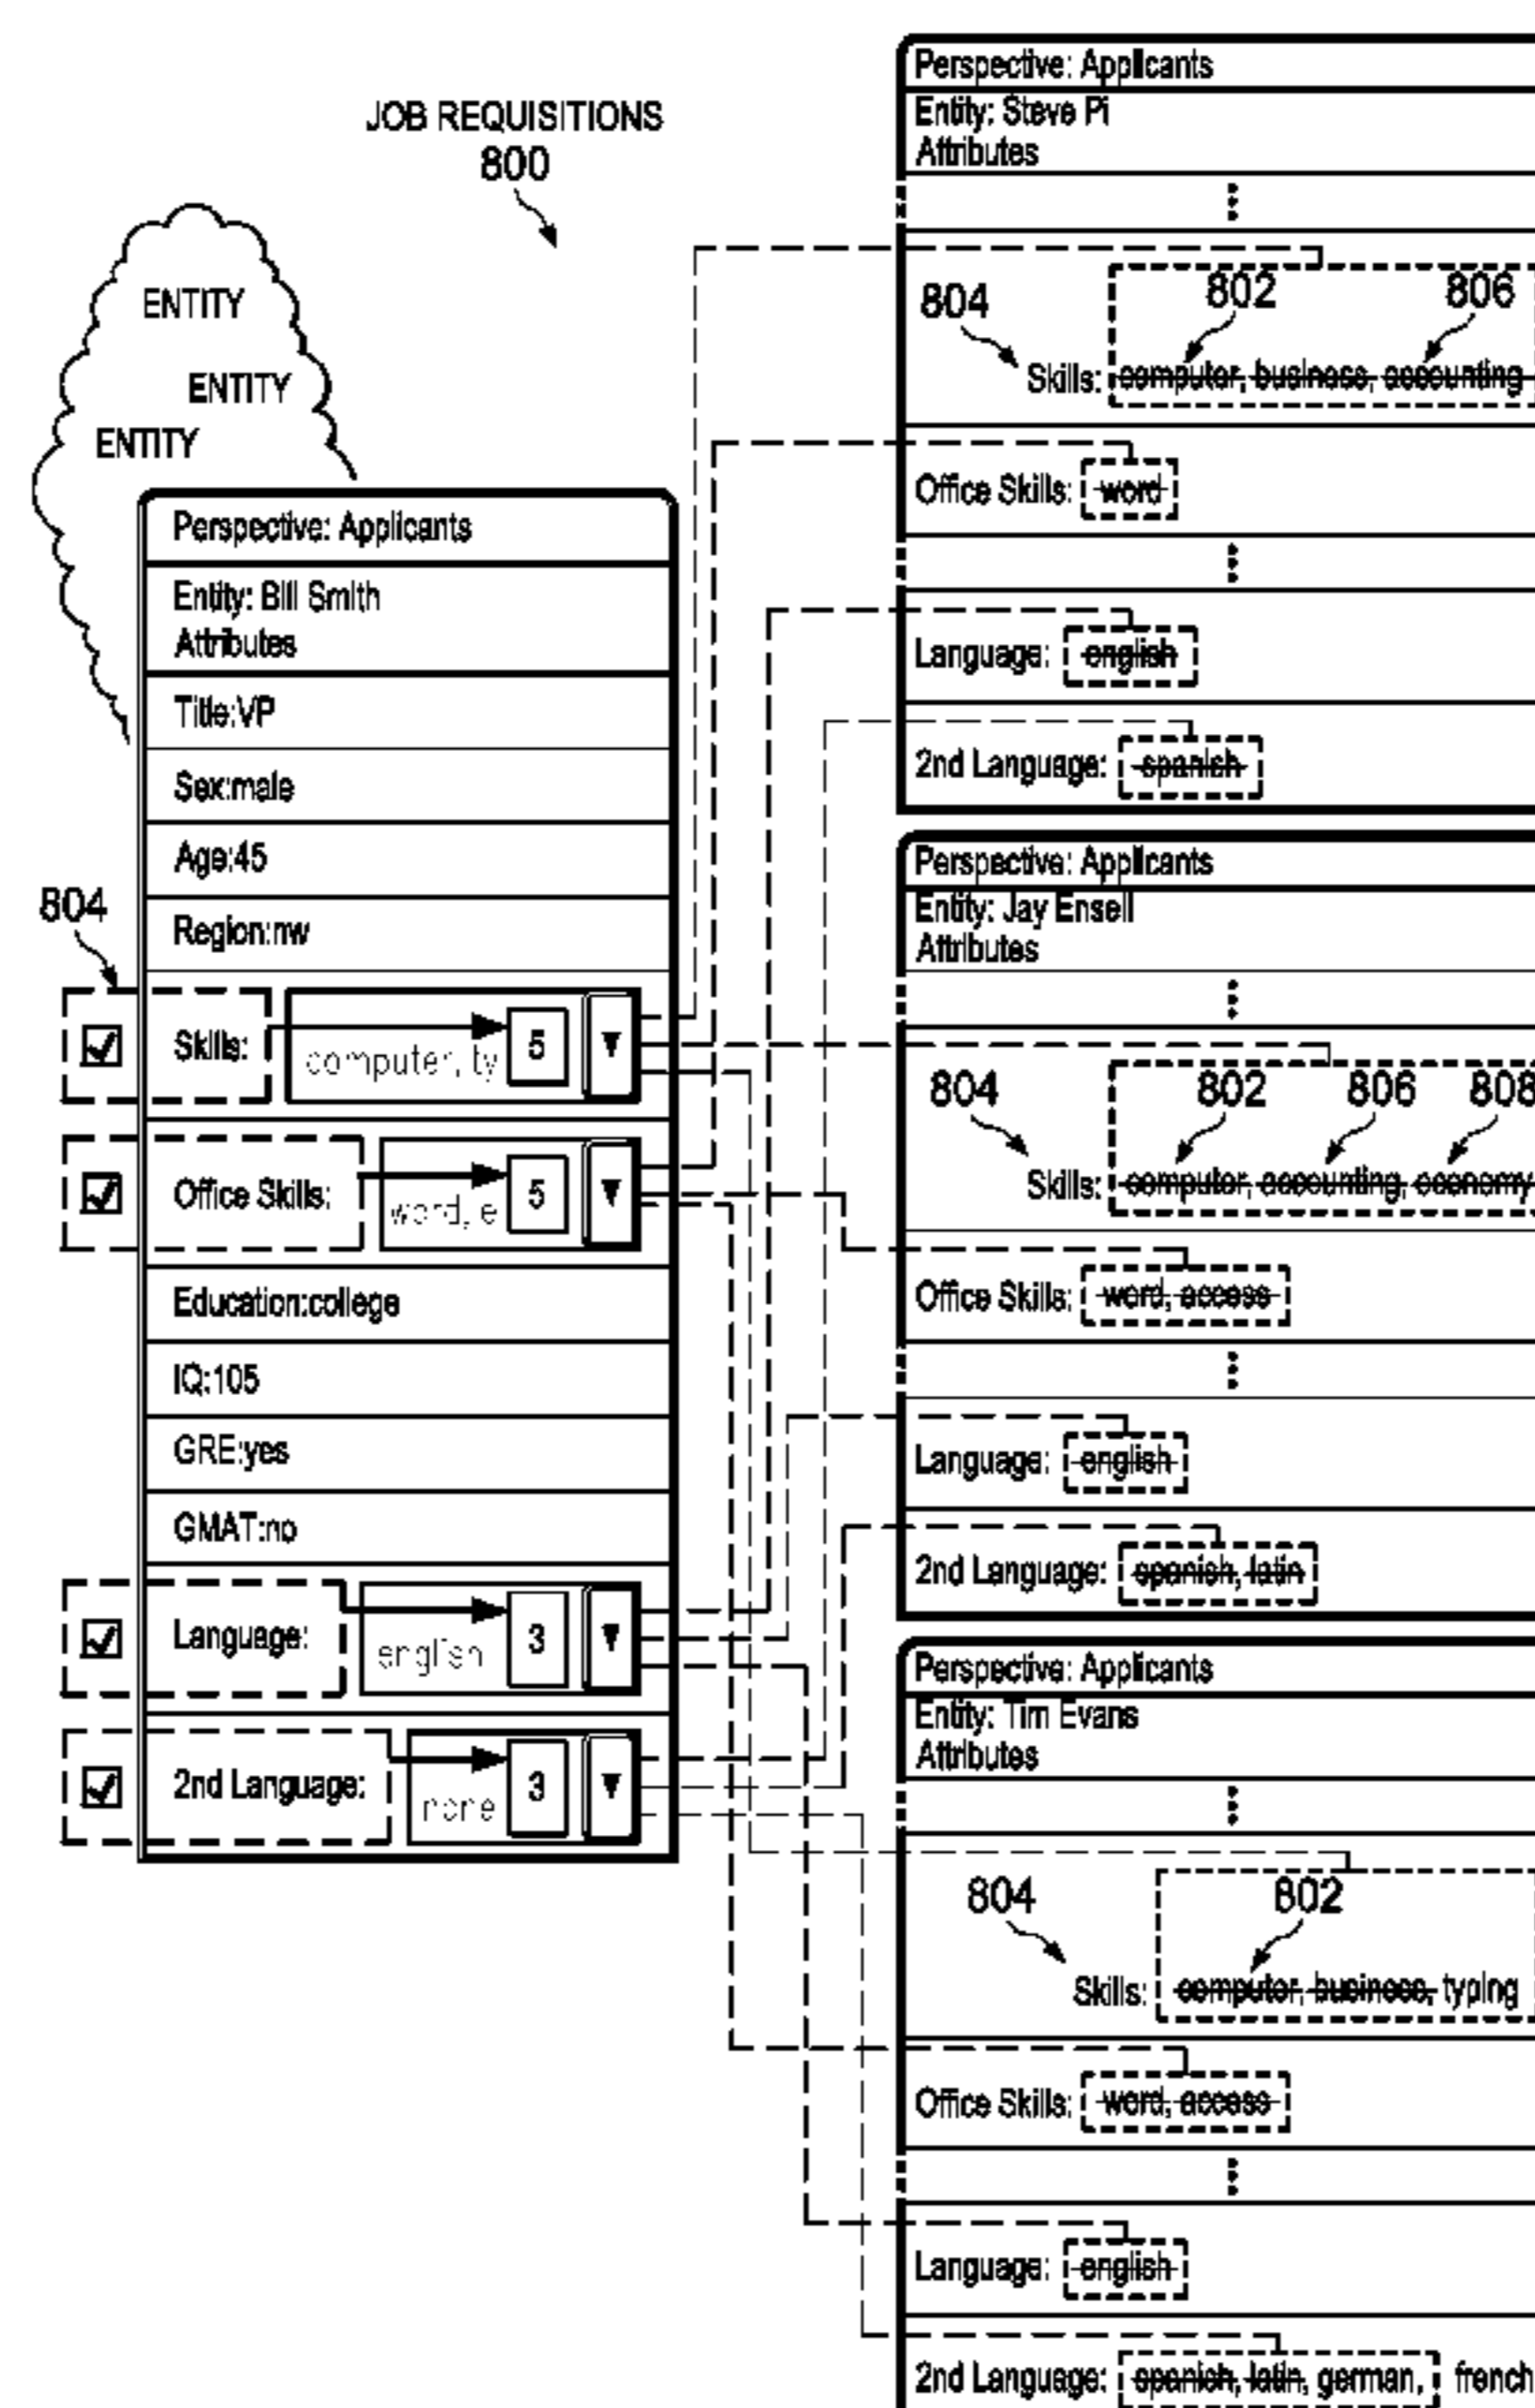 JOB REQUISITIONS
800
ENTITY
ENTITY
ENTITY
Perspective: Applicants
Entity: Bill Smith
Attributes
Title:VP
Sex:male
Age:45
Region:nw
804
Skills:
computer, ty
5
Office Skills:
word, e
5
Education:college
IQ:105
GRE:yes
GMAT:no
Language:
english
3
2nd Language:
none
3
Perspective: Applicants
Entity: Steve Pi
Attributes
804
802
806
Skills: computer, business, accounting
Office Skills: word
Language: english
2nd Language: spanish
Perspective: Applicants
Entity: Jay Ensell
Attributes
804
802
806
808
Skills: computer, accounting, economy
Office Skills: word, access
Language: english
2nd Language: spanish, latin
Perspective: Applicants
Entity: Tim Evans
Attributes
804
802
Skills: computer, business, typing
Office Skills: word, access
Language: english
2nd Language: spanish, latin, german, french